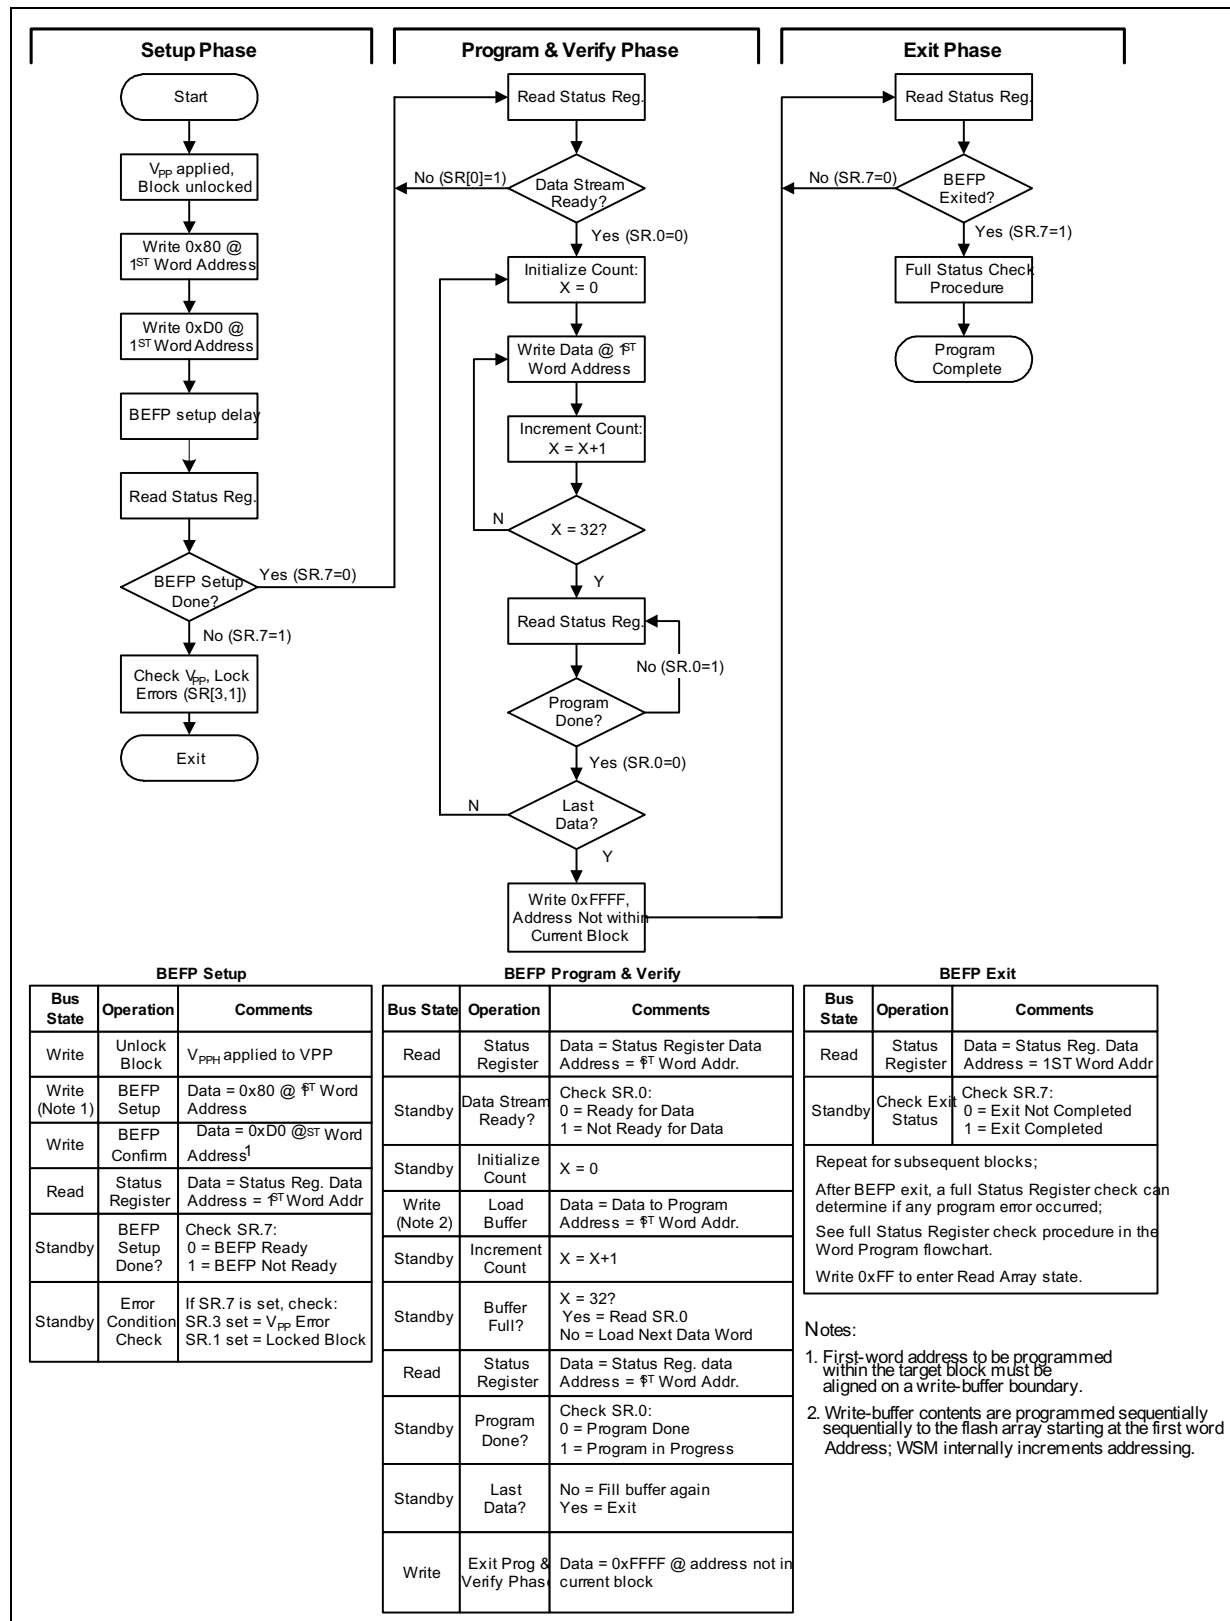 Setup Phase
Start
VPP applied,
Block unlocked
Write 0x80 @
1ST Word Address
Write 0xD0 @
1ST Word Address
BEFP setup delay
Read Status Reg.
BEFP Setup
Done?
Yes (SR.7=0)
No (SR.7=1)
Check VPP, Lock
Errors (SR[3,1])
Exit
Program & Verify Phase
Read Status Reg.
Data Stream
Ready?
No (SR[0]=1)
Yes (SR.0=0)
Initialize Count:
X = 0
Write Data @ 1ST
Word Address
Increment Count:
X = X+1
X = 32?
N
Y
Read Status Reg.
No (SR.0=1)
Program
Done?
Yes (SR.0=0)
Last
Data?
N
Y
Write 0xFFFF,
Address Not within
Current Block
Exit Phase
Read Status Reg.
BEFP
Exited?
No (SR.7=0)
Yes (SR.7=1)
Full Status Check
Procedure
Program
Complete
BEFP Setup
Bus State Operation Comments
Write Unlock Block VPPH applied to VPP
Write (Note 1) BEFP Setup Data = 0x80 @ 1ST Word Address
Write BEFP Confirm Data = 0xD0 @ 1ST Word Address
Read Status Register Data = Status Reg. Data
Address = 1ST Word Addr
Standby BEFP Setup Done? Check SR.7:
0 = BEFP Ready
1 = BEFP Not Ready
Standby Error Condition Check If SR.7 is set, check:
SR.3 set = VPP Error
SR.1 set = Locked Block
BEFP Program & Verify
Bus State Operation Comments
Read Status Register Data = Status Register Data
Address = 1ST Word Addr.
Standby Data Stream Ready? Check SR.0:
0 = Ready for Data
1 = Not Ready for Data
Standby Initialize Count X = 0
Write (Note 2) Load Buffer Data = Data to Program
Address = 1ST Word Addr.
Standby Increment Count X = X+1
Standby Buffer Full? X = 32?
Yes = Read SR.0
No = Load Next Data Word
Read Status Register Data = Status Reg. data
Address = 1ST Word Addr.
Standby Program Done? Check SR.0:
0 = Program Done
1 = Program in Progress
Standby Last Data? No = Fill buffer again
Yes = Exit
Write Exit Prog & Verify Phase Data = 0xFFFF @ address not in
current block
BEFP Exit
Bus State Operation Comments
Read Status Register Data = Status Reg. Data
Address = 1ST Word Addr
Standby Check Exit Status Check SR.7:
0 = Exit Not Completed
1 = Exit Completed
Repeat for subsequent blocks;
After BEFP exit, a full Status Register check can
determine if any program error occurred;
See full Status Register check procedure in the
Word Program flowchart.
Write 0xFF to enter Read Array state.
Notes:
1. First-word address to be programmed
within the target block must be
aligned on a write-buffer boundary.
2. Write-buffer contents are programmed sequentially
sequentially to the flash array starting at the first word
Address; WSM internally increments addressing.